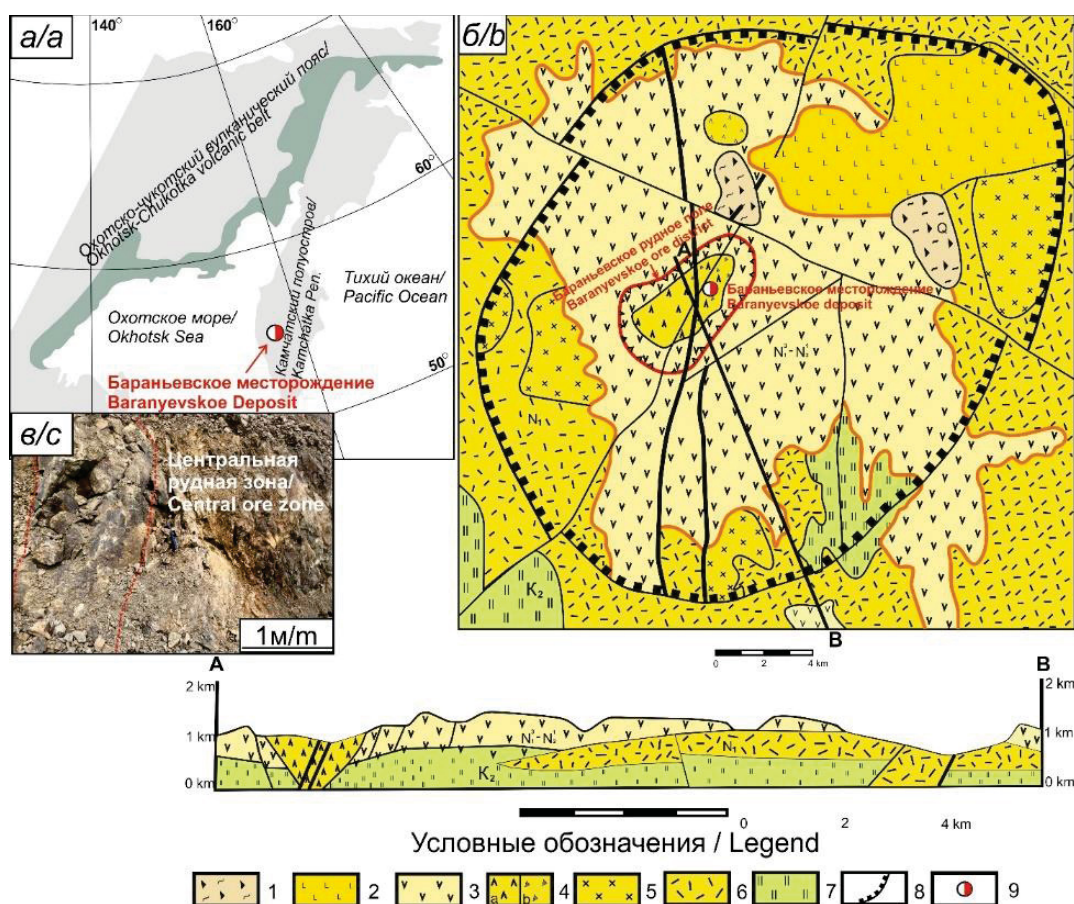 а/a
140°
160°
60°
50°
Охотско-чукотский вулканический пояс/
Okhotsk-Chukotka volcanic belt
Охотское море/
Okhotsk Sea
Камчатский полуостров/
Kamchatka Pen.
Тихий океан/
Pacific Ocean
Бараньевское месторождение
Baranyevskoe Deposit
б/b
Бараньевское рудное поле
Baranyevskoe ore district
A
Бараньевское месторождение
Baranyevskoe deposit
N₁
K₂
B
0 2 4 km
в/c
Центральная
рудная зона/
Central ore zone
1м/m
A
B
2 km
1 km
0 km
K₂
N₁
2 km
1 km
0 km
0 2 4 km
Условные обозначения / Legend
1 2 3 a b 4 5 6 7 8 9